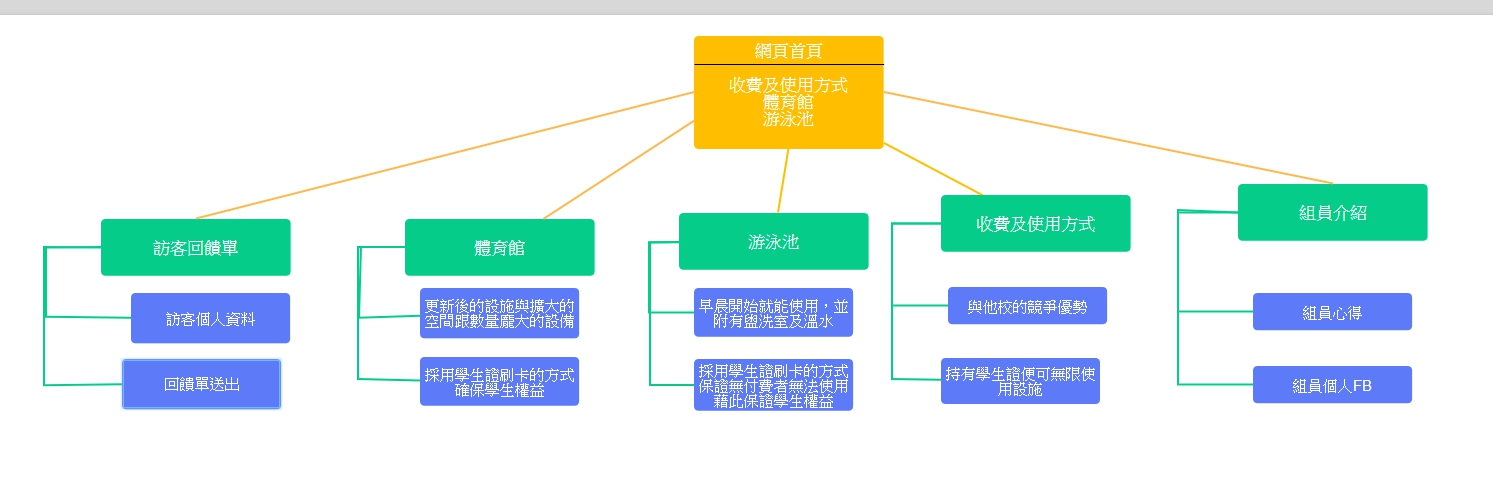 網頁首頁
收費及使用方式
體育館
游泳池
訪客回饋單
訪客個人資料
回饋單送出
體育館
更新後的設施與擴大的
空間跟數量龐大的設備
採用學生證刷卡的方式
確保學生權益
游泳池
早晨開始就能使用，並
附有盥洗室及溫水
採用學生證刷卡的方式
保證無付費者無法使用
藉此保證學生權益
收費及使用方式
與他校的競爭優勢
持有學生證便可無限使
用設施
組員介紹
組員心得
組員個人FB